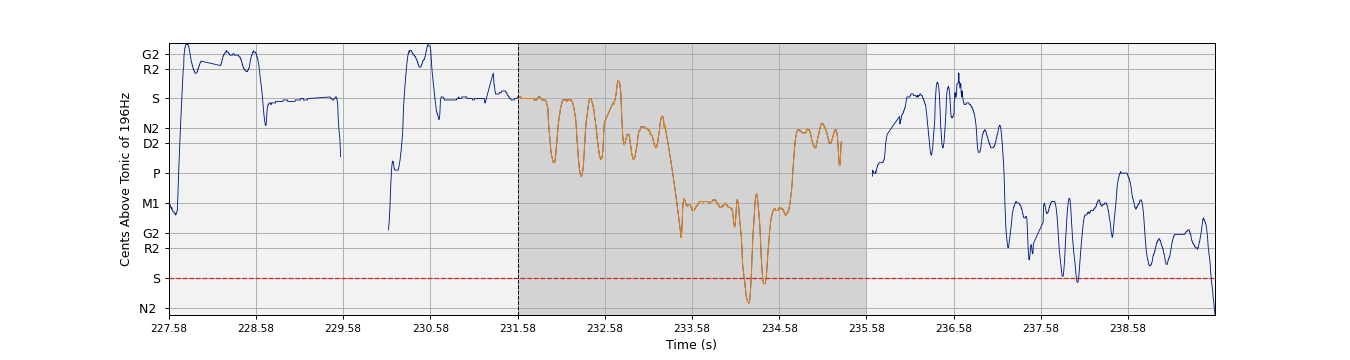 Cents Above Tonic of 196Hz
G2
R2
S
N2
D2
P
M1
G2
R2
S
N2
227.58 228.58 229.58 230.58 231.58 232.58 233.58 234.58 235.58 236.58 237.58 238.58
Time (s)